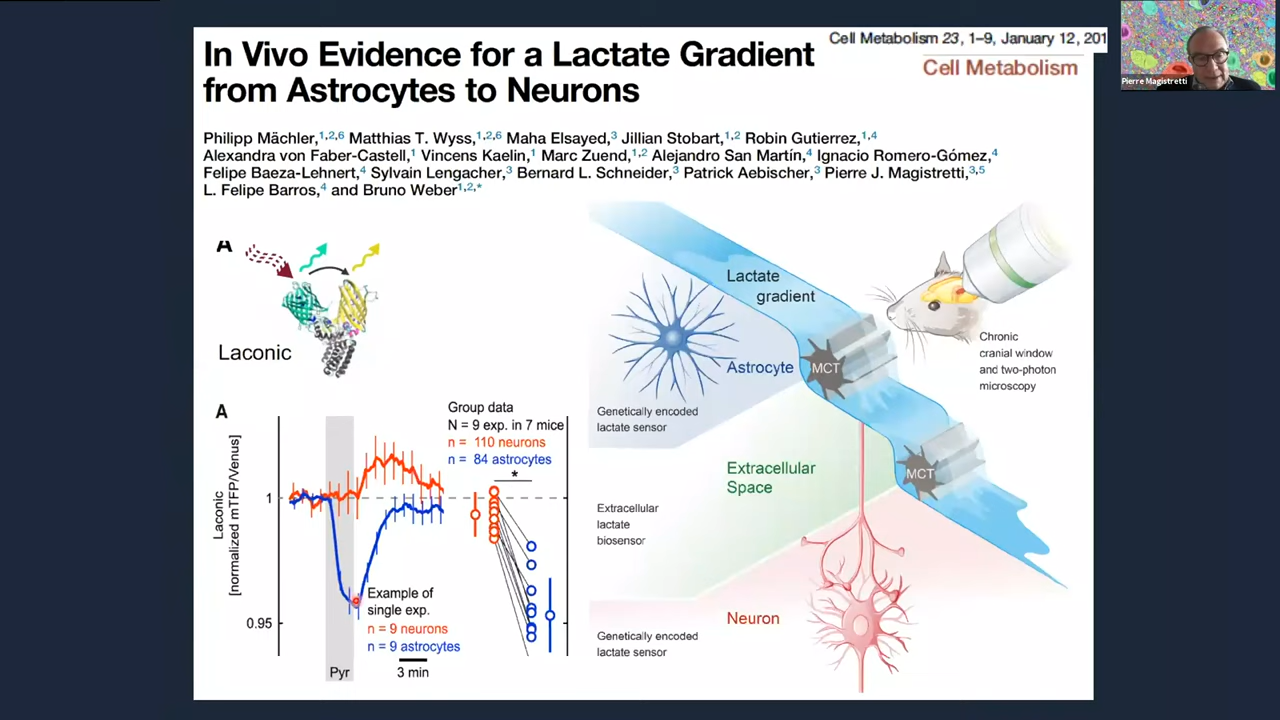 In Vivo Evidence for a Lactate Gradient
from Astrocytes to Neurons
Cell Metabolism 23, 1–9, January 12, 201
Cell Metabolism
Pierre Magistretti
Philipp Mächler,1,2,6 Matthias T. Wyss,1,2,6 Maha Elsayed,3 Jillian Stobart,1,2 Robin Gutierrez,1,4
Alexandra von Faber-Castell,1 Vincens Kaelin,1 Marc Zuend,1,2 Alejandro San Martín,4 Ignacio Romero-Gómez,4
Felipe Baeza-Lehnert,4 Sylvain Lengacher,3 Bernard L. Schneider,3 Patrick Aebischer,3 Pierre J. Magistretti,3,5
L. Felipe Barros,4 and Bruno Weber1,2,*
A
Laconic
A
Laconic
[normalized mTFP/Venus]
1
0.95
Pyr
3 min
Example of
single exp.
n = 9 neurons
n = 9 astrocytes
Group data
N = 9 exp. in 7 mice
n = 110 neurons
n = 84 astrocytes
*
Lactate
gradient
Astrocyte
MCT
Genetically encoded
lactate sensor
Chronic
cranial window
and two-photon
microscopy
Extracellular
Space
MCT
Extracellular
lactate
biosensor
Neuron
Genetically encoded
lactate sensor